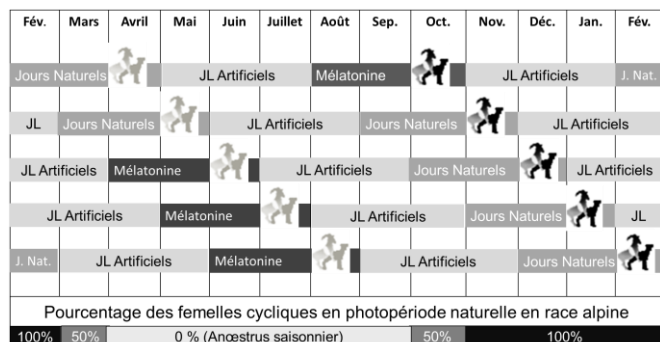 Fév. Mars Avril Mai Juin Juillet Août Sep. Oct. Nov. Déc. Jan. Fév.
Jours Naturels JL Artificiels Mélatonine JL Artificiels J. Nat.
JL Jours Naturels JL Artificiels Jours Naturels JL Artificiels
JL Artificiels Mélatonine JL Artificiels Jours Naturels JL Artificiels
JL Artificiels Mélatonine JL Artificiels Jours Naturels JL
J. Nat. JL Artificiels Mélatonine JL Artificiels Jours Naturels
Pourcentage des femelles cycliques en photopériode naturelle en race alpine
100% 50% 0 % (Anœstrus saisonnier) 50% 100%